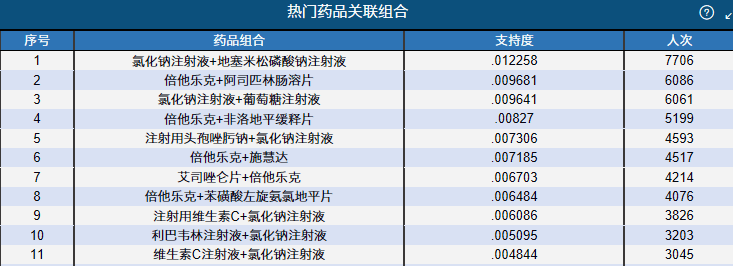 热门药品关联组合
序号 药品组合 支持度 人次
1 氯化钠注射液+地塞米松磷酸钠注射液 .012258 7706
2 倍他乐克+阿司匹林肠溶片 .009681 6086
3 氯化钠注射液+葡萄糖注射液 .009641 6061
4 倍他乐克+非洛地平缓释片 .00827 5199
5 注射用头孢唑肟钠+氯化钠注射液 .007306 4593
6 倍他乐克+施慧达 .007185 4517
7 艾司唑仑片+倍他乐克 .006703 4214
8 倍他乐克+苯磺酸左旋氨氯地平片 .006484 4076
9 注射用维生素C+氯化钠注射液 .006086 3826
10 利巴韦林注射液+氯化钠注射液 .005095 3203
11 维生素C注射液+氯化钠注射液 .004844 3045